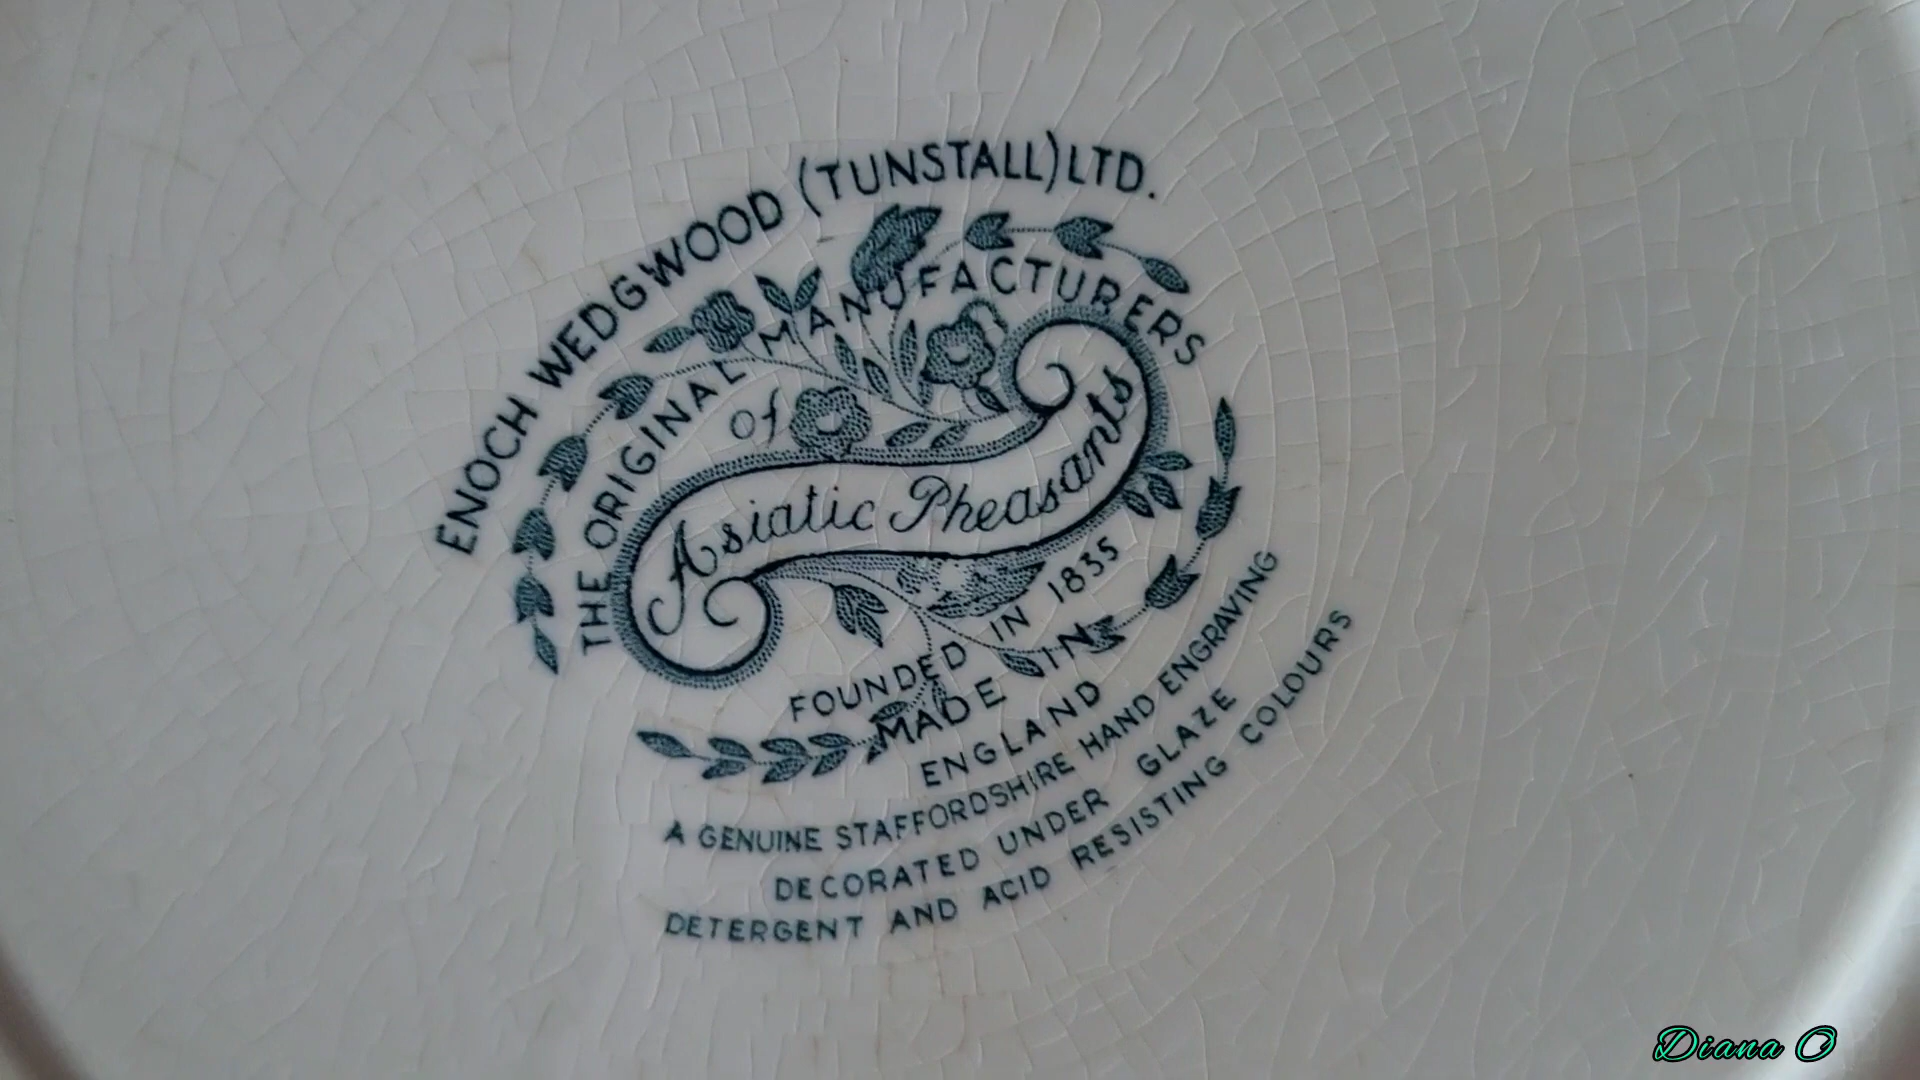 ENOCH WEDGWOOD (TUNSTALL) LTD.
THE ORIGINAL MANUFACTURERS
of
Asiatic Pheasants
FOUNDED IN 1835
MADE IN
ENGLAND
A GENUINE STAFFORDSHIRE HAND ENGRAVING
DECORATED UNDER GLAZE
DETERGENT AND ACID RESISTING COLOURS
Diana O